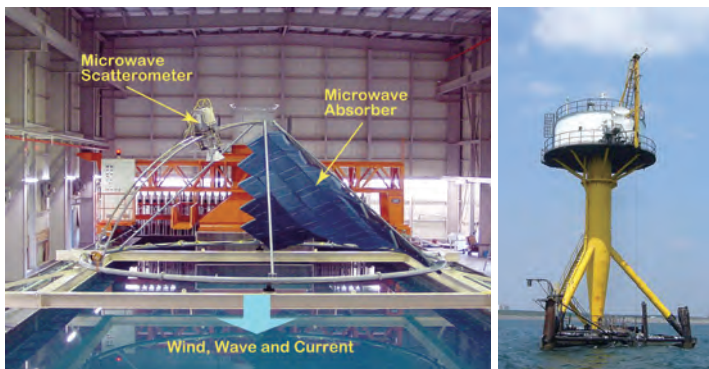 Microwave
Scatterometer
Microwave
Absorber
Wind, Wave and Current